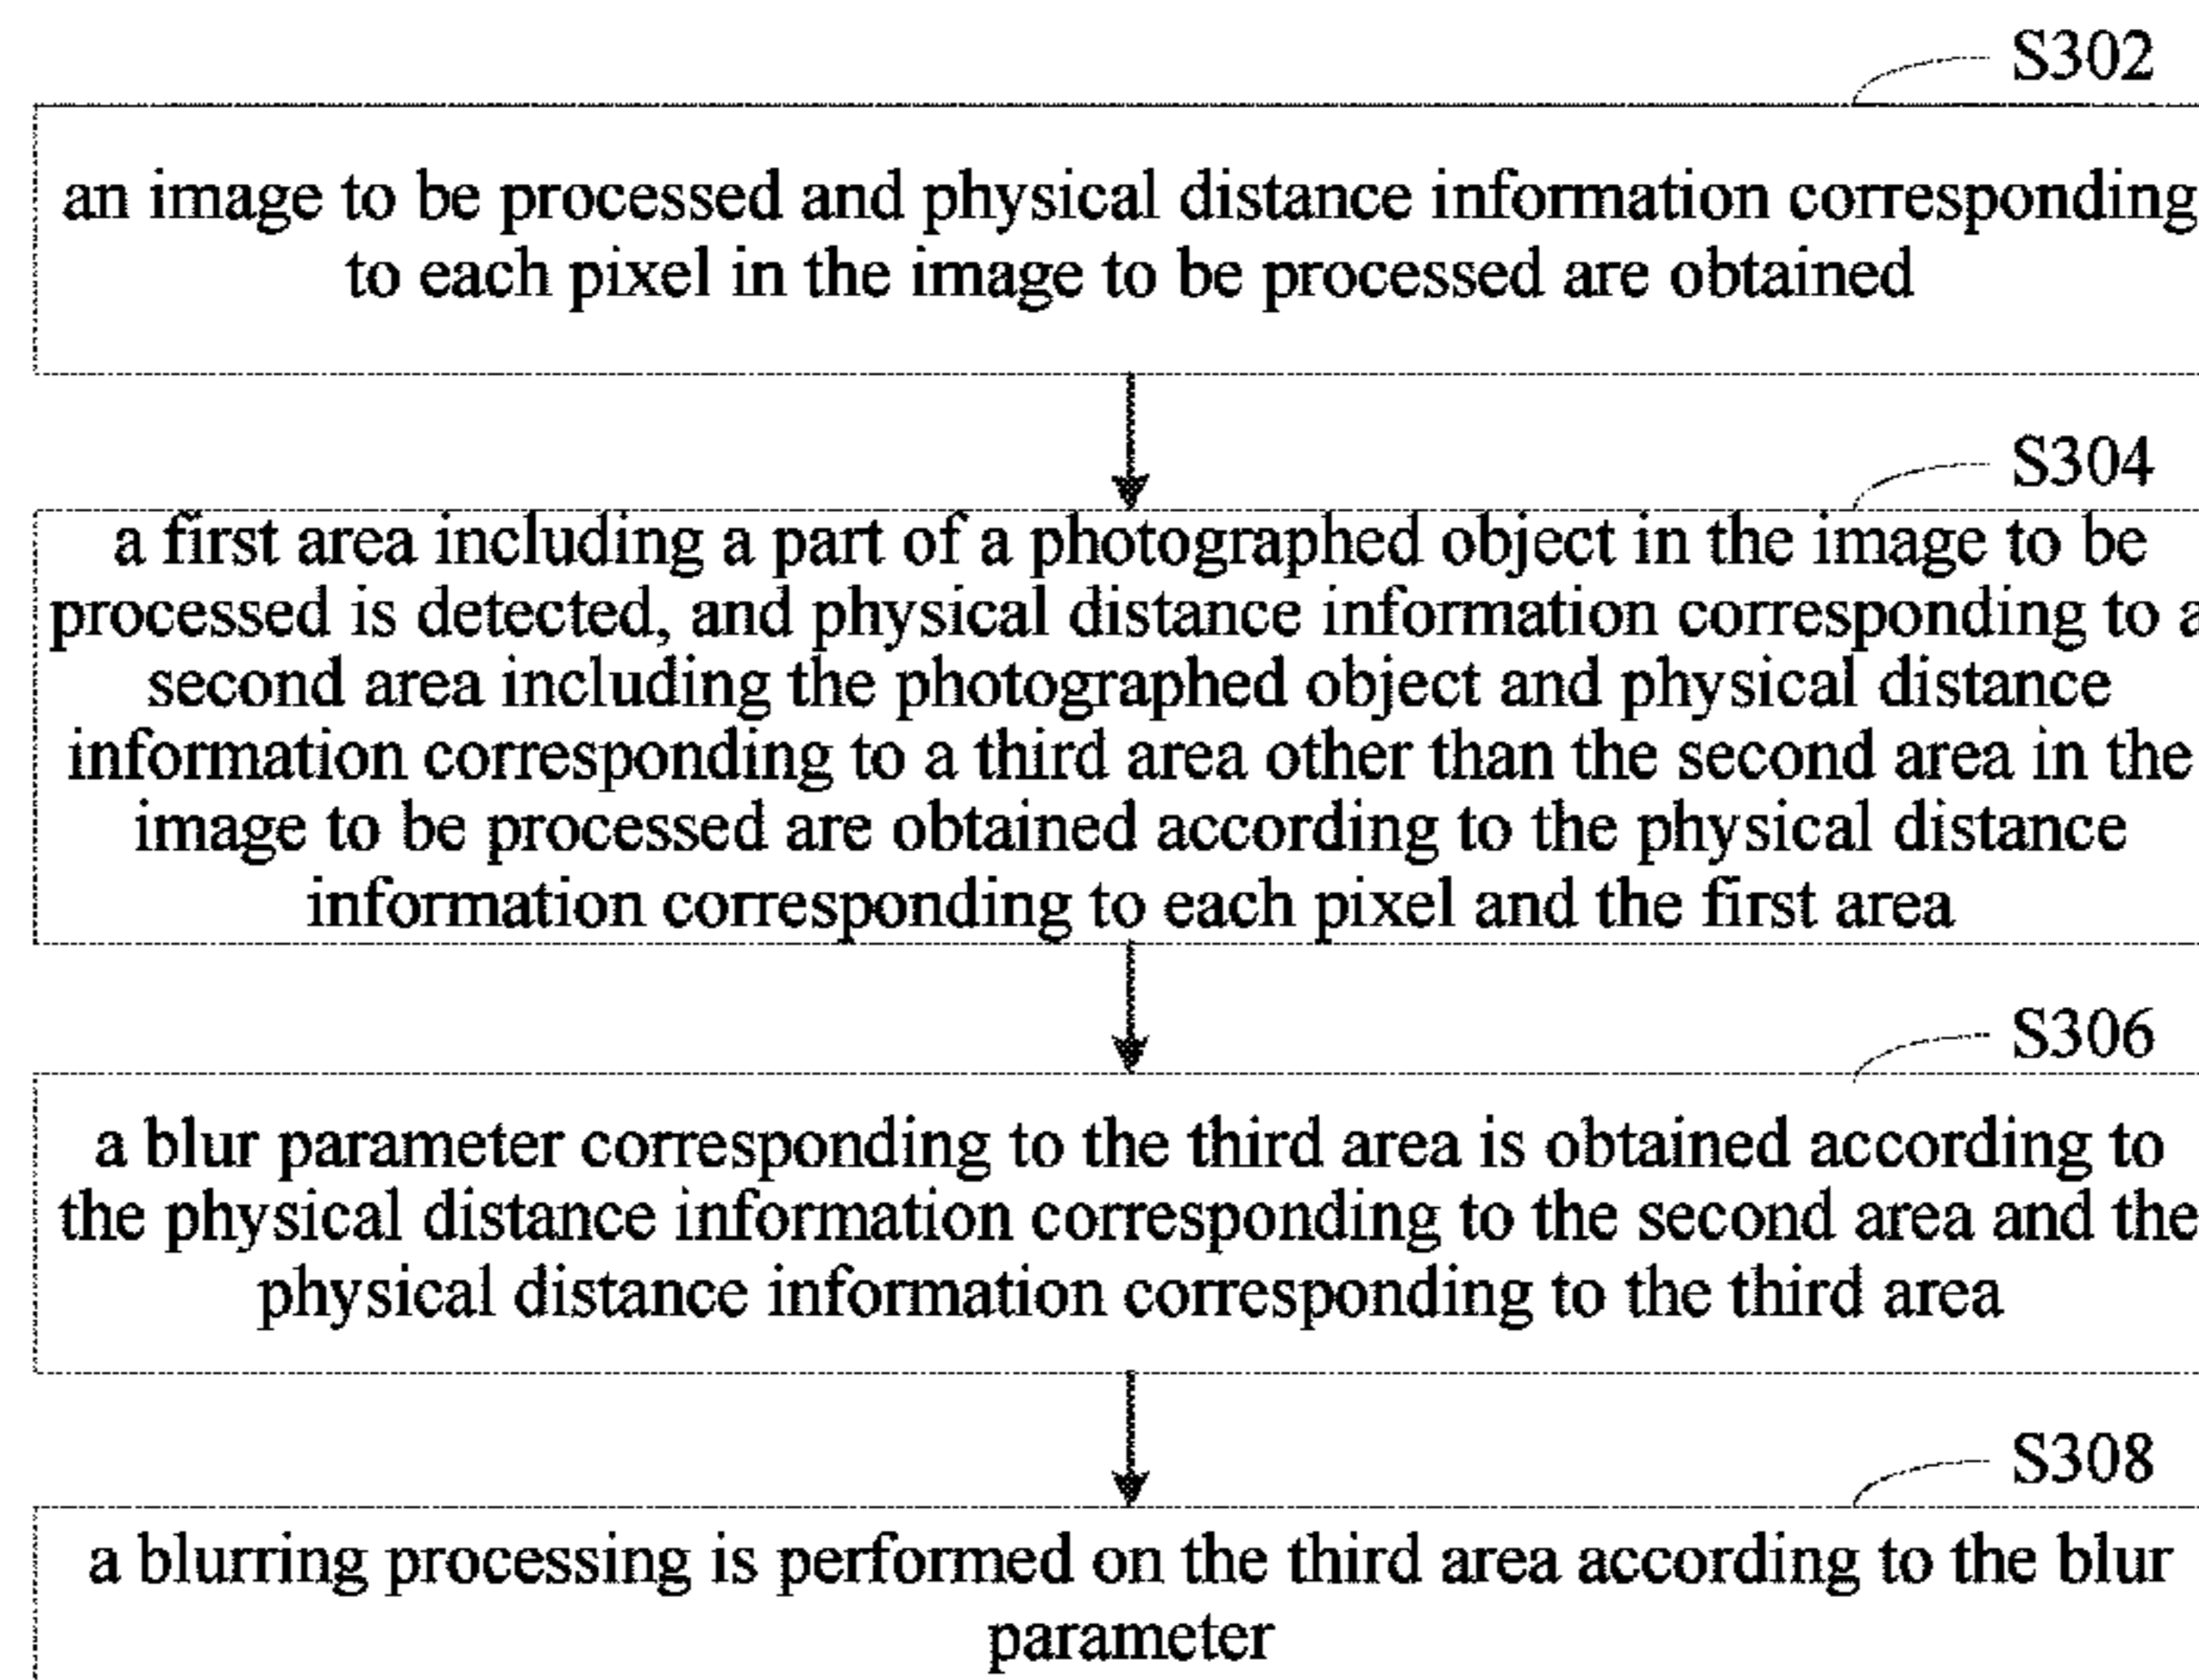 S302
an image to be processed and physical distance information corresponding
to each pixel in the image to be processed are obtained
S304
a first area including a part of a photographed object in the image to be
processed is detected, and physical distance information corresponding to a
second area including the photographed object and physical distance
information corresponding to a third area other than the second area in the
image to be processed are obtained according to the physical distance
information corresponding to each pixel and the first area
S306
a blur parameter corresponding to the third area is obtained according to
the physical distance information corresponding to the second area and the
physical distance information corresponding to the third area
S308
a blurring processing is performed on the third area according to the blur
parameter